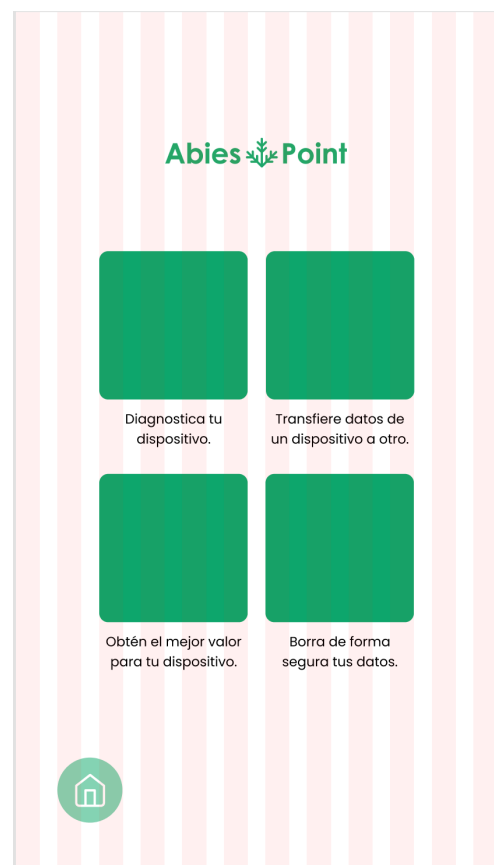 Abies Point
Diagnostica tu
dispositivo.
Transfiere datos de
un dispositivo a otro.
Obtén el mejor valor
para tu dispositivo.
Borra de forma
segura tus datos.